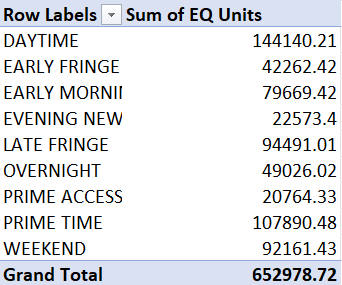 Row Labels Sum of EQ Units
DAYTIME 144140.21
EARLY FRINGE 42262.42
EARLY MORNIN 79669.42
EVENING NEW 22573.4
LATE FRINGE 94491.01
OVERNIGHT 49026.02
PRIME ACCESS 20764.33
PRIME TIME 107890.48
WEEKEND 92161.43
Grand Total 652978.72